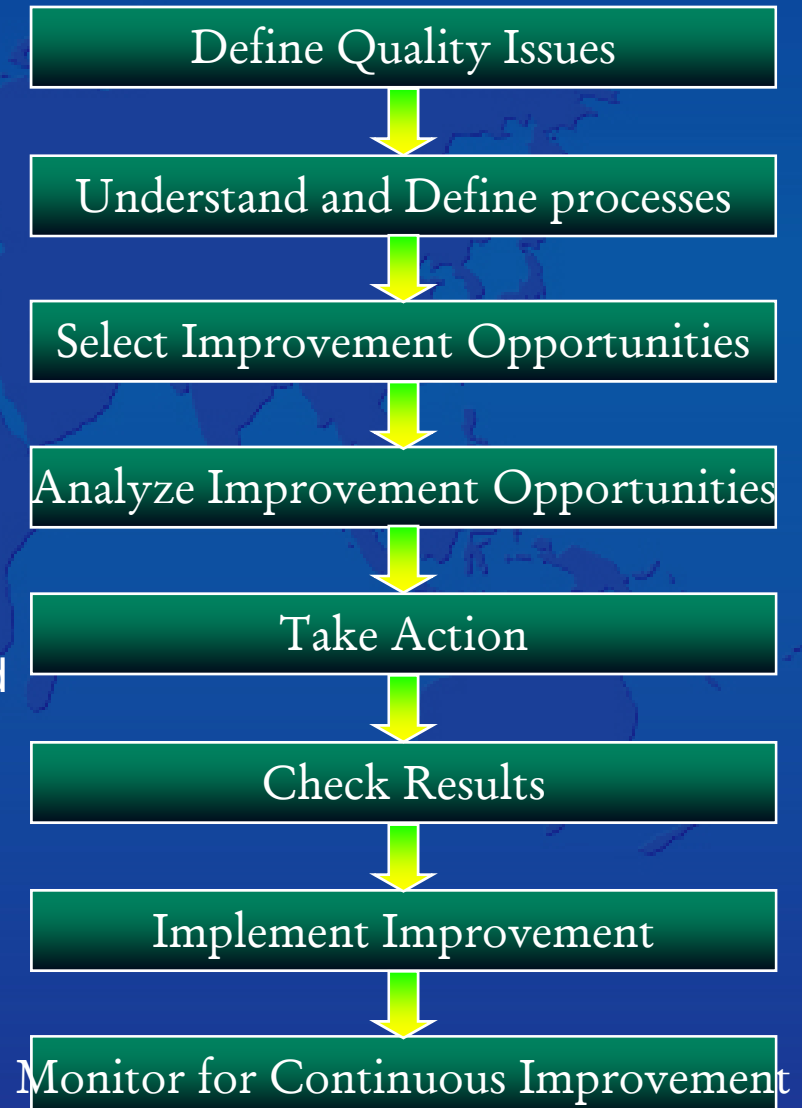 Define Quality Issues
Understand and Define processes
Select Improvement Opportunities
Analyze Improvement Opportunities
Take Action
Check Results
Implement Improvement
Monitor for Continuous Improvement